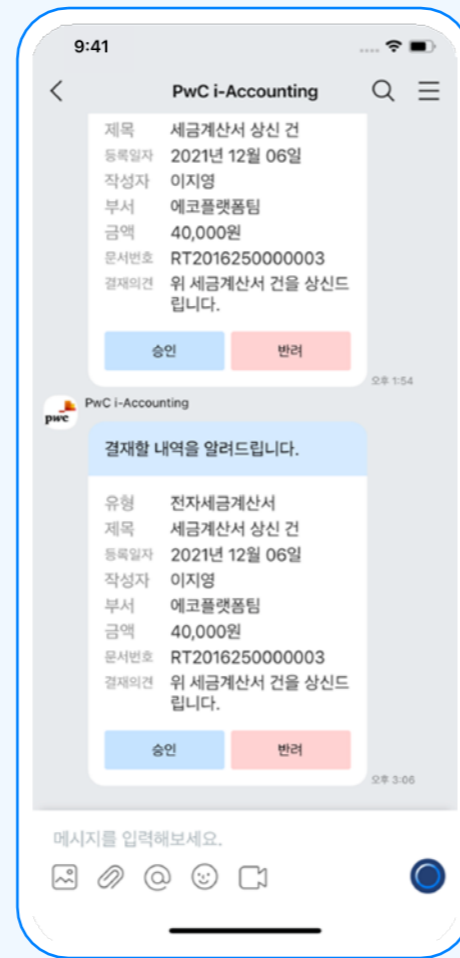 9:41
PwC i-Accounting
제목 세금계산서 상신 건
등록일자 2021년 12월 06일
작성자 이지영
부서 에코플랫폼팀
금액 40,000원
문서번호 RT2016250000003
결재의견 위 세금계산서 건을 상신드
립니다.
승인 반려
오후 1:54
pwc
PwC i-Accounting
결재할 내역을 알려드립니다.
유형 전자세금계산서
제목 세금계산서 상신 건
등록일자 2021년 12월 06일
작성자 이지영
부서 에코플랫폼팀
금액 40,000원
문서번호 RT2016250000003
결재의견 위 세금계산서 건을 상신드
립니다.
승인 반려
오후 3:06
메시지를 입력해보세요.